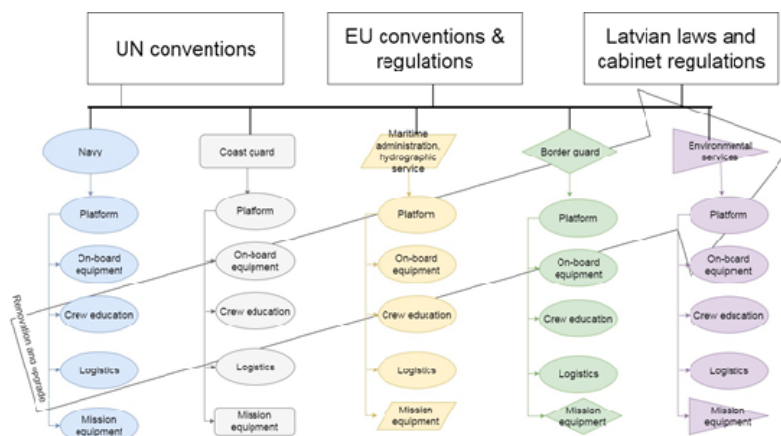 UN conventions
EU conventions &
regulations
Latvian laws and
cabinet regulations
Navy
Coast guard
Maritime
administration,
hydrographic
service
Border guard
Environmental
services
Platform
Platform
Platform
Platform
Platform
On-board
equipment
On-board
equipment
On-board
equipment
On-board
equipment
On-board
equipment
Renovation and upgrade
Crew education
Crew education
Crew education
Crew education
Crew education
Logistics
Logistics
Logistics
Logistics
Logistics
Mission
equipment
Mission
equipment
Mission
equipment
Mission
equipment
Mission
equipment